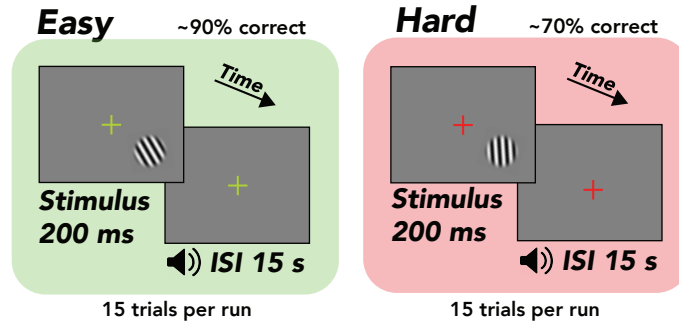 Easy
~90% correct
Time
Stimulus
200 ms
ISI 15 s
15 trials per run
Hard
~70% correct
Time
Stimulus
200 ms
ISI 15 s
15 trials per run